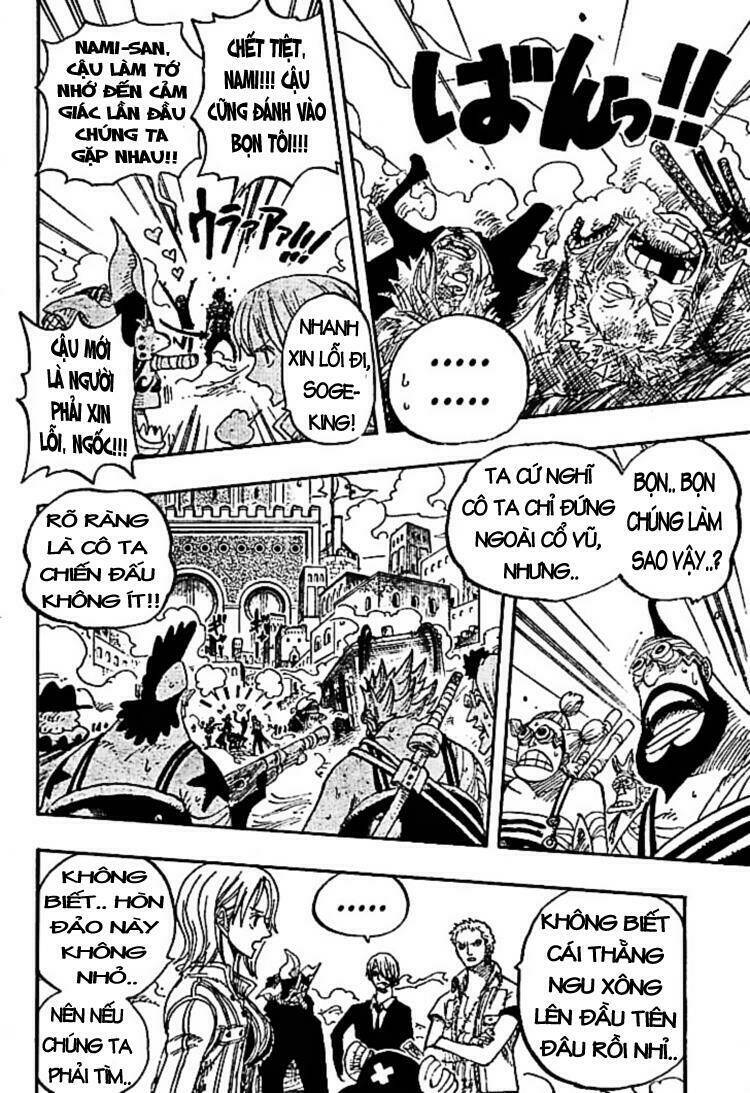 NAMI-SAN,
CẬU LÀM TỚ
NHỚ ĐẾN CẢM
GIÁC LẦN ĐẦU
CHÚNG TA
GẶP NHAU!!
CHẾT TIỆT,
NAMI!!! CẬU
CŨNG ĐÁNH VÀO
BỌN TÔI!!!
ばんっ!!
ウラァアァ!!!
CẬU MỚI
LÀ NGƯỜI
PHẢI XIN
LỖI, NGỐC!!!
NHANH
XIN LỖI ĐI,
SOGE-
KING!
.....
.....
RÕ RÀNG
LÀ CÔ TA
CHIẾN ĐẤU
KHÔNG ÍT!!
TA CỨ NGHĨ
CÔ TA CHỈ ĐỨNG
NGOÀI CỔ VŨ,
NHƯNG..
BỌN.. BỌN
CHÚNG LÀM
SAO VẬY..?
KHÔNG
BIẾT.. HÒN
ĐẢO NÀY
KHÔNG
NHỎ..
NÊN NẾU
CHÚNG TA
PHẢI TÌM..
.....
KHÔNG BIẾT
CÁI THẰNG
NGU XÔNG
LÊN ĐẦU TIÊN
ĐÂU RỒI NHỈ..